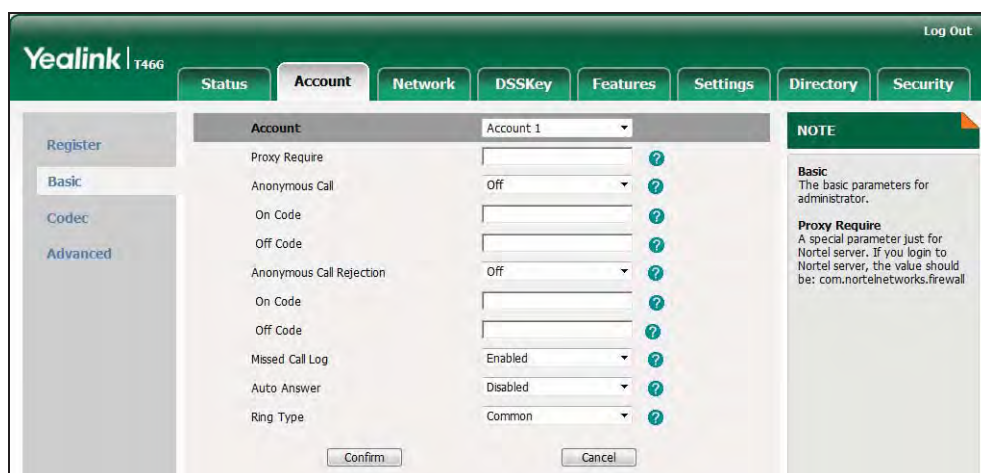 Log Out
Yealink T46G
Status Account Network DSSKey Features Settings Directory Security
Register
Basic
Codec
Advanced
Account Account 1
Proxy Require
Anonymous Call Off
On Code
Off Code
Anonymous Call Rejection Off
On Code
Off Code
Missed Call Log Enabled
Auto Answer Disabled
Ring Type Common
Confirm Cancel
NOTE
Basic
The basic parameters for
administrator.
Proxy Require
A special parameter just for
Nortel server. If you login to
Nortel server, the value should
be: com.nortelnetworks.firewall